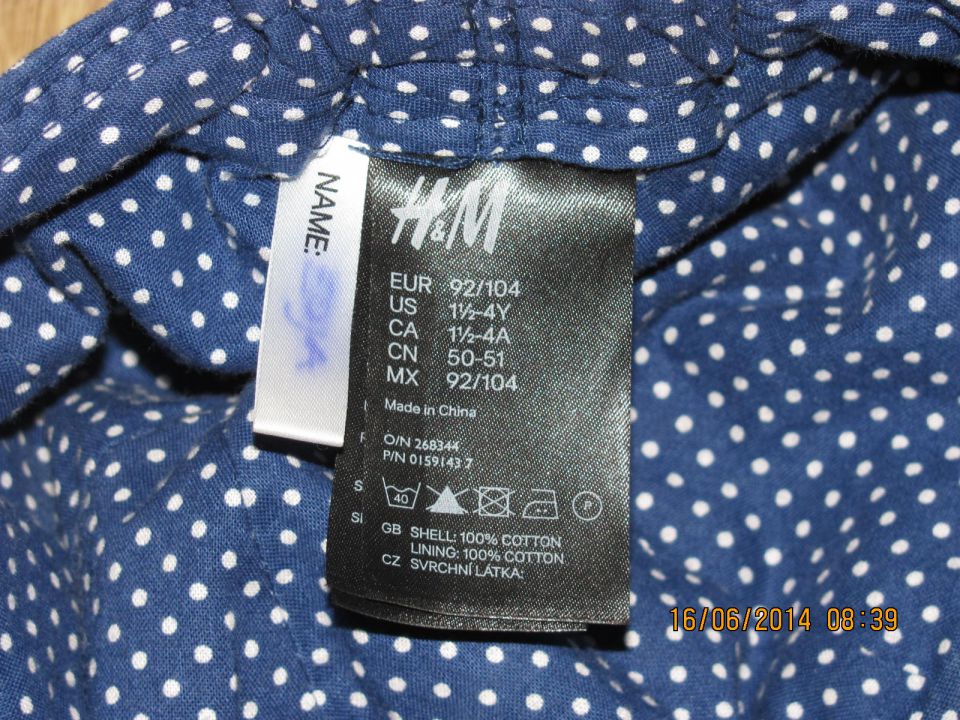 NAME:
H&M
EUR 92/104
US 1½-4Y
CA 1½-4A
CN 50-51
MX 92/104
Made in China
O/N 268344
P/N 0159143 7
40 P
GB SHELL: 100% COTTON
LINING: 100% COTTON
CZ SVRCHNÍ LÁTKA:
S
SI
16/06/2014 08:39